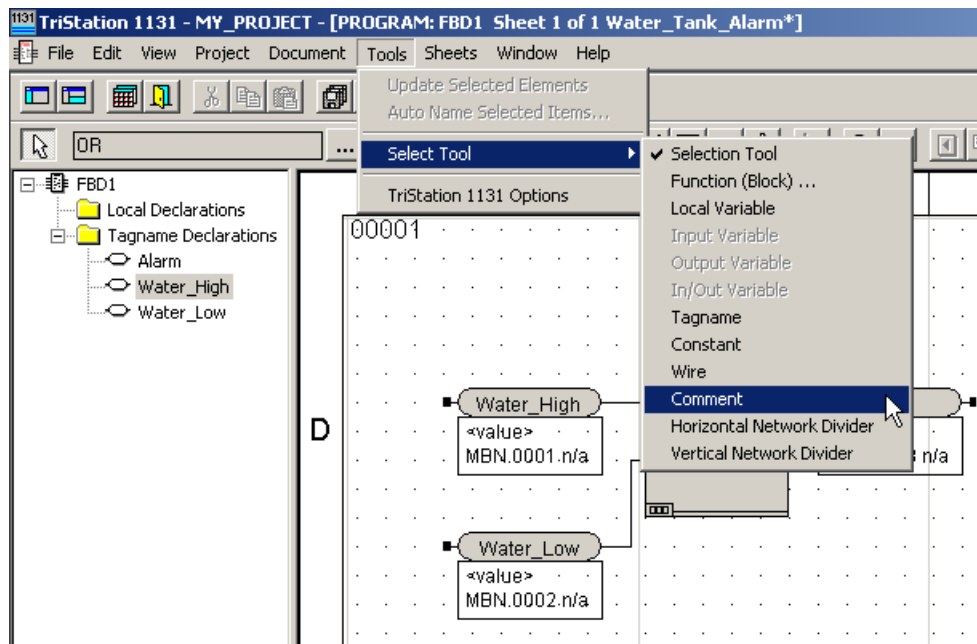 1131 TriStation 1131 - MY_PROJECT - [PROGRAM: FBD1 Sheet 1 of 1 Water_Tank_Alarm*]
File Edit View Project Document Tools Sheets Window Help
Update Selected Elements
Auto Name Selected Items...
OR ...
Select Tool
Selection Tool
FBD1
Function (Block) ...
TriStation 1131 Options
Local Declarations
Local Variable
00001
Tagname Declarations
Input Variable
Alarm
Output Variable
Water_High
In/Out Variable
Water_Low
Tagname
Constant
Wire
Water_High
Comment
D
<value>
Horizontal Network Divider
MBN.0001.n/a
Vertical Network Divider
n/a
Water_Low
<value>
MBN.0002.n/a